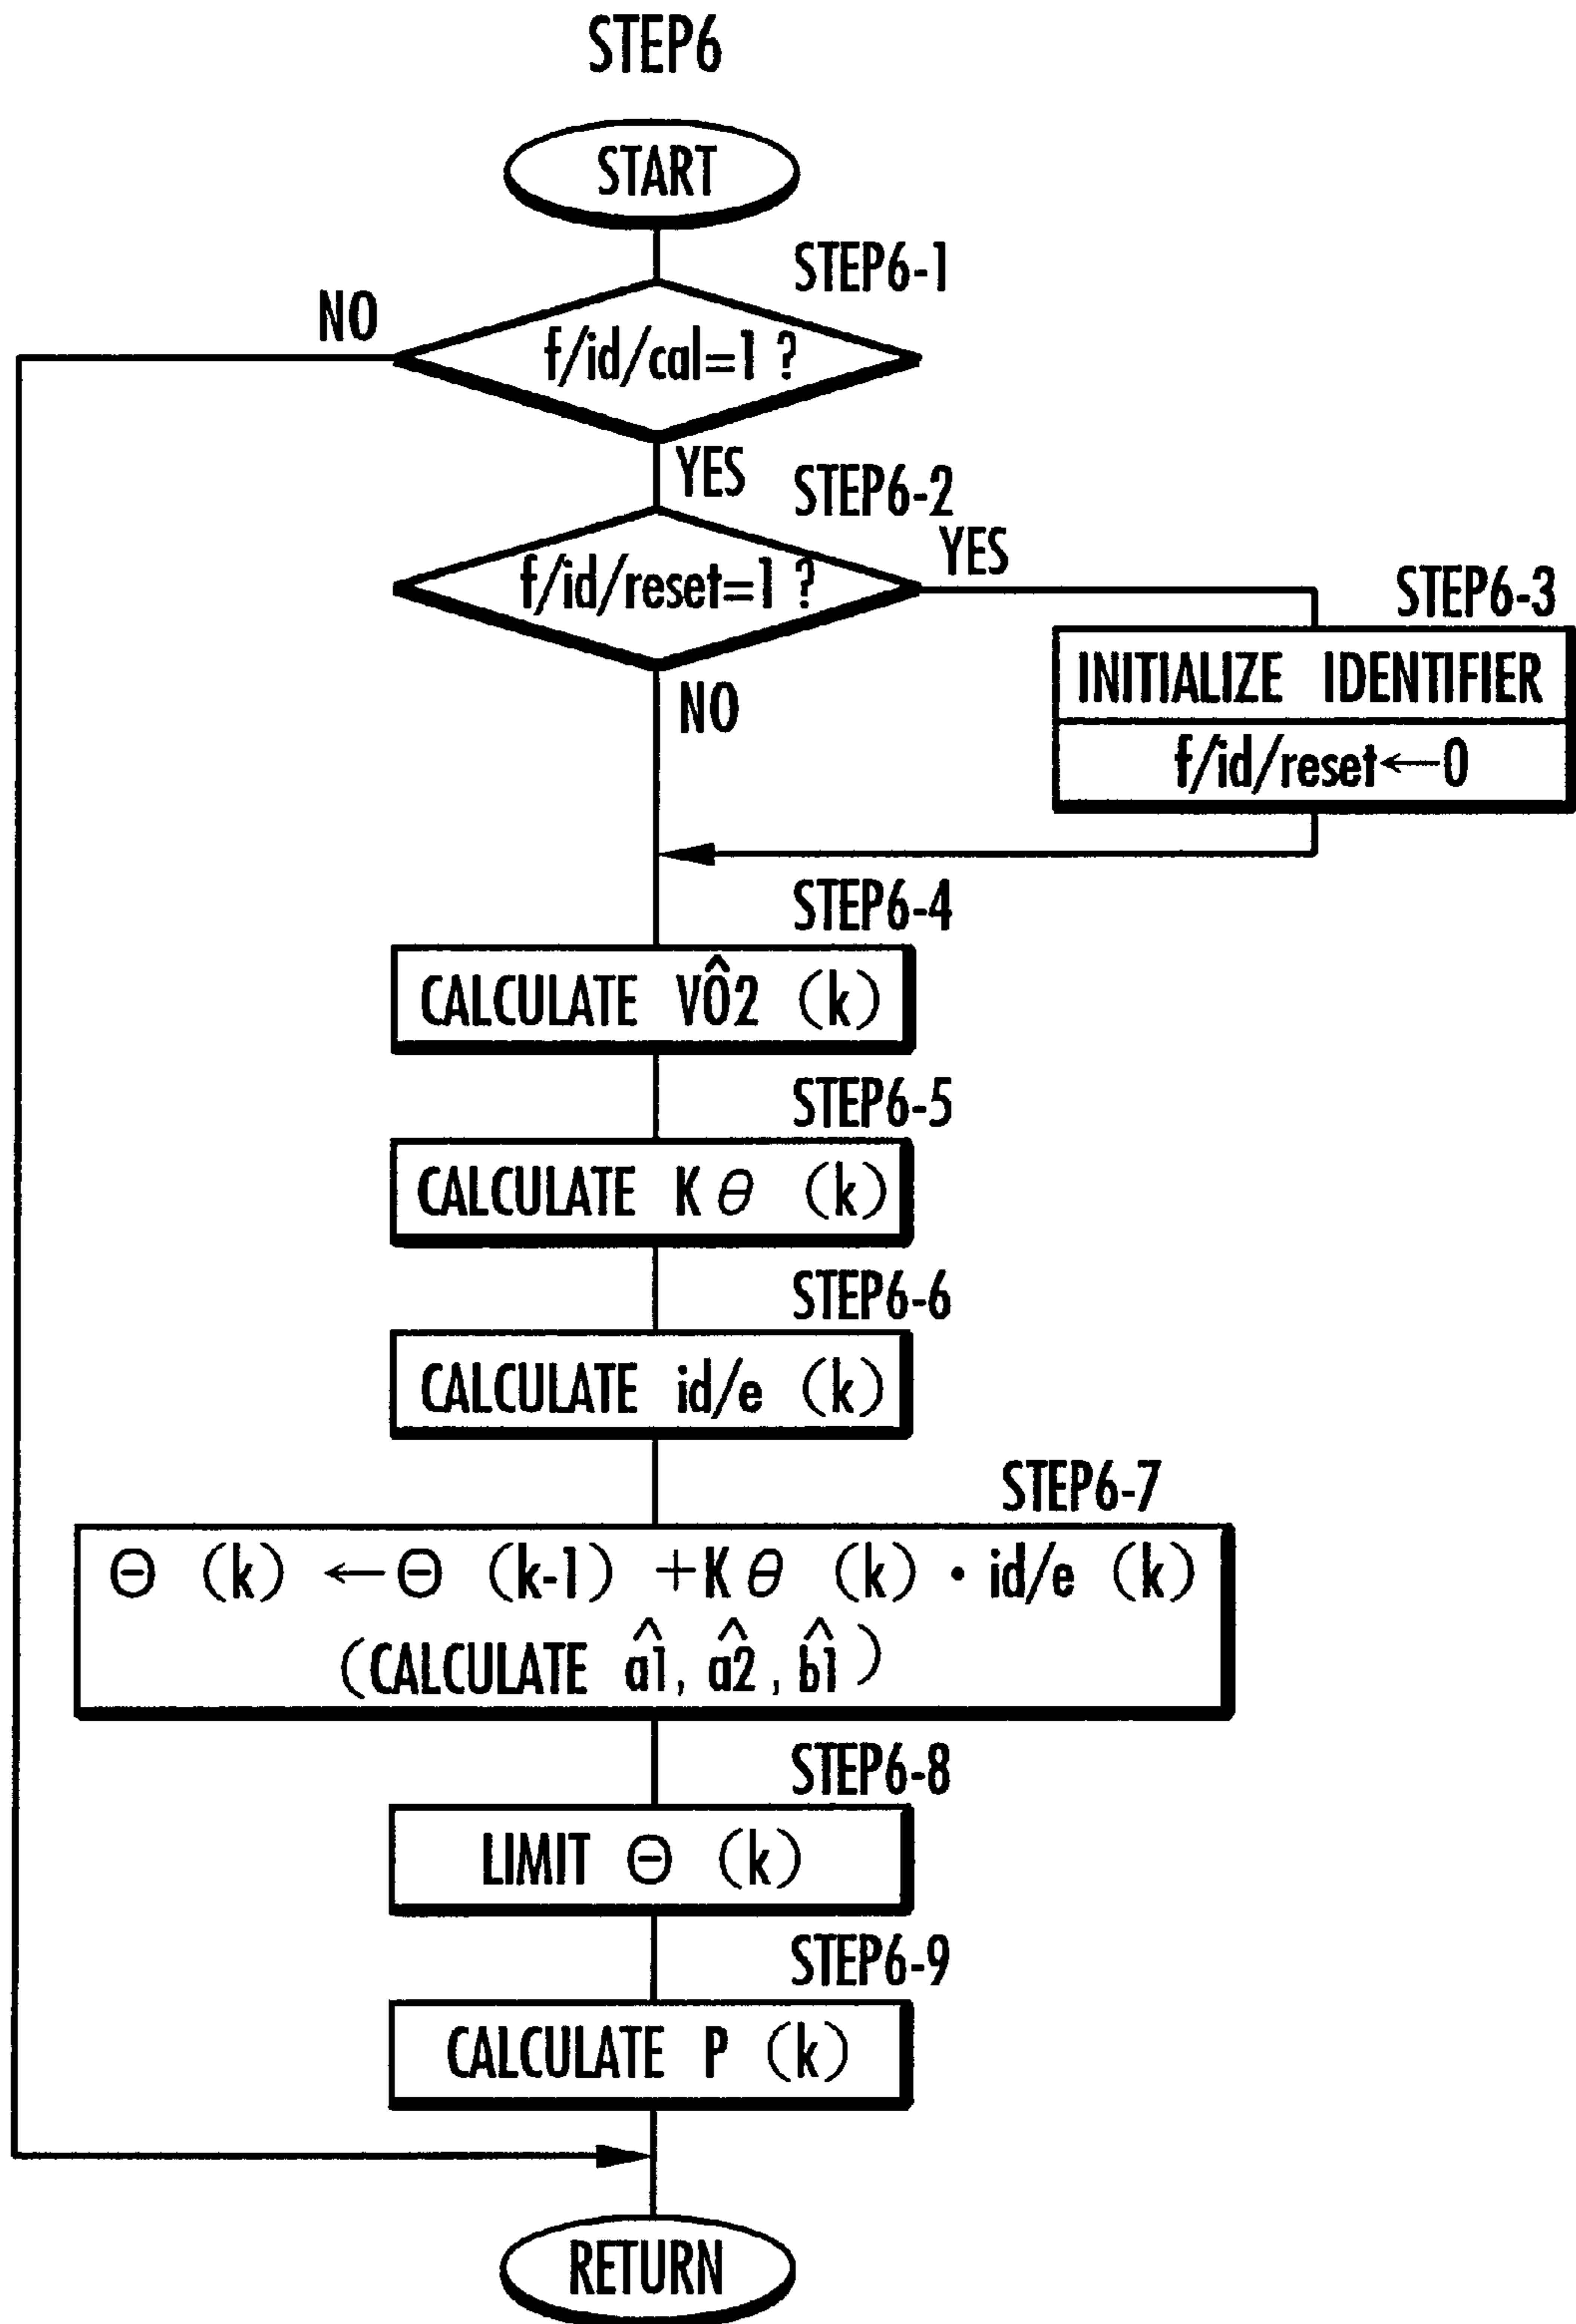 STEP6
START
STEP6-1
NO
f/id/cal=1 ?
YES
STEP6-2
YES
f/id/reset=1 ?
STEP6-3
INITIALIZE IDENTIFIER
NO
f/id/reset←0
STEP6-4
CALCULATE VÔ2 (k)
STEP6-5
CALCULATE Kθ (k)
STEP6-6
CALCULATE id/e (k)
STEP6-7
Θ (k) ←Θ (k-1) +Kθ (k) · id/e (k)
(CALCULATE â1, â2, b̂1)
STEP6-8
LIMIT Θ (k)
STEP6-9
CALCULATE P (k)
RETURN